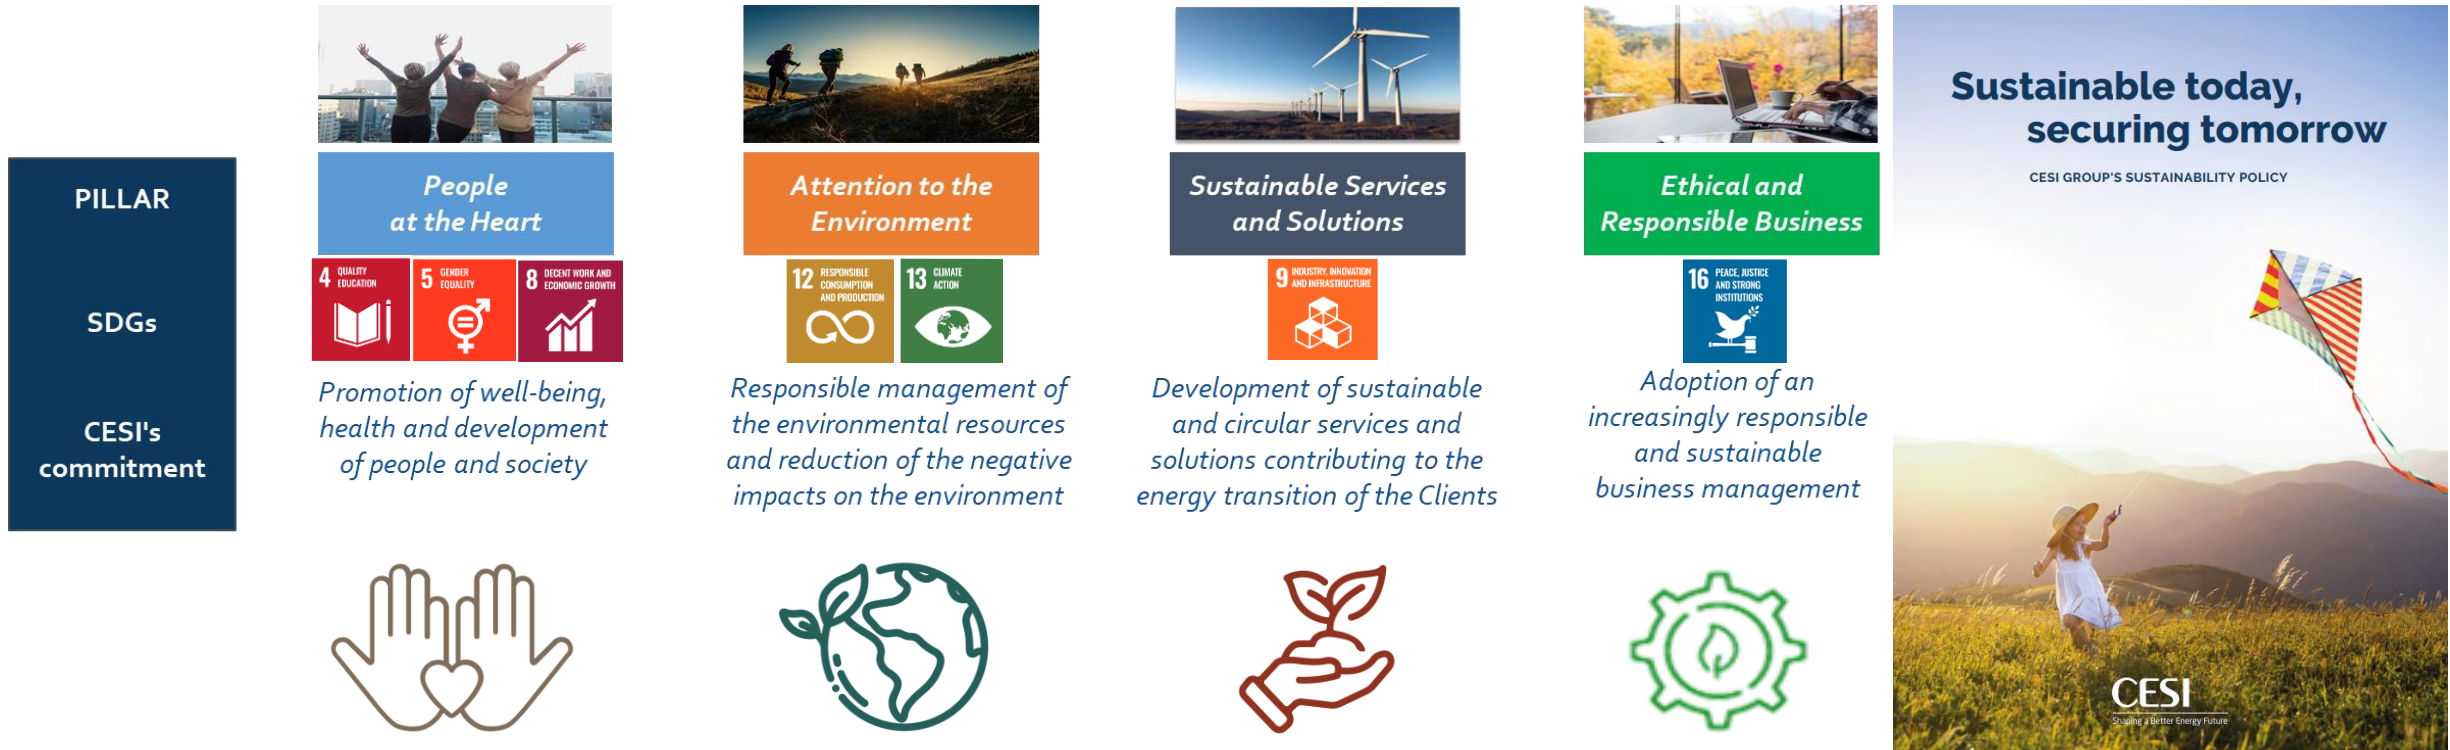 PILLAR
SDGs
CESI's
commitment
People
at the Heart
4 QUALITY
EDUCATION
5 GENDER
EQUALITY
8 DECENT WORK AND
ECONOMIC GROWTH
Promotion of well-being,
health and development
of people and society
Attention to the
Environment
12 RESPONSIBLE
CONSUMPTION
AND PRODUCTION
13 CLIMATE
ACTION
Responsible management of
the environmental resources
and reduction of the negative
impacts on the environment
Sustainable Services
and Solutions
9 INDUSTRY, INNOVATION
AND INFRASTRUCTURE
Development of sustainable
and circular services and
solutions contributing to the
energy transition of the Clients
Ethical and
Responsible Business
16 PEACE, JUSTICE
AND STRONG
INSTITUTIONS
Adoption of an
increasingly responsible
and sustainable
business management
Sustainable today,
securing tomorrow
CESI GROUP'S SUSTAINABILITY POLICY
CESI
Shaping a Better Energy Future